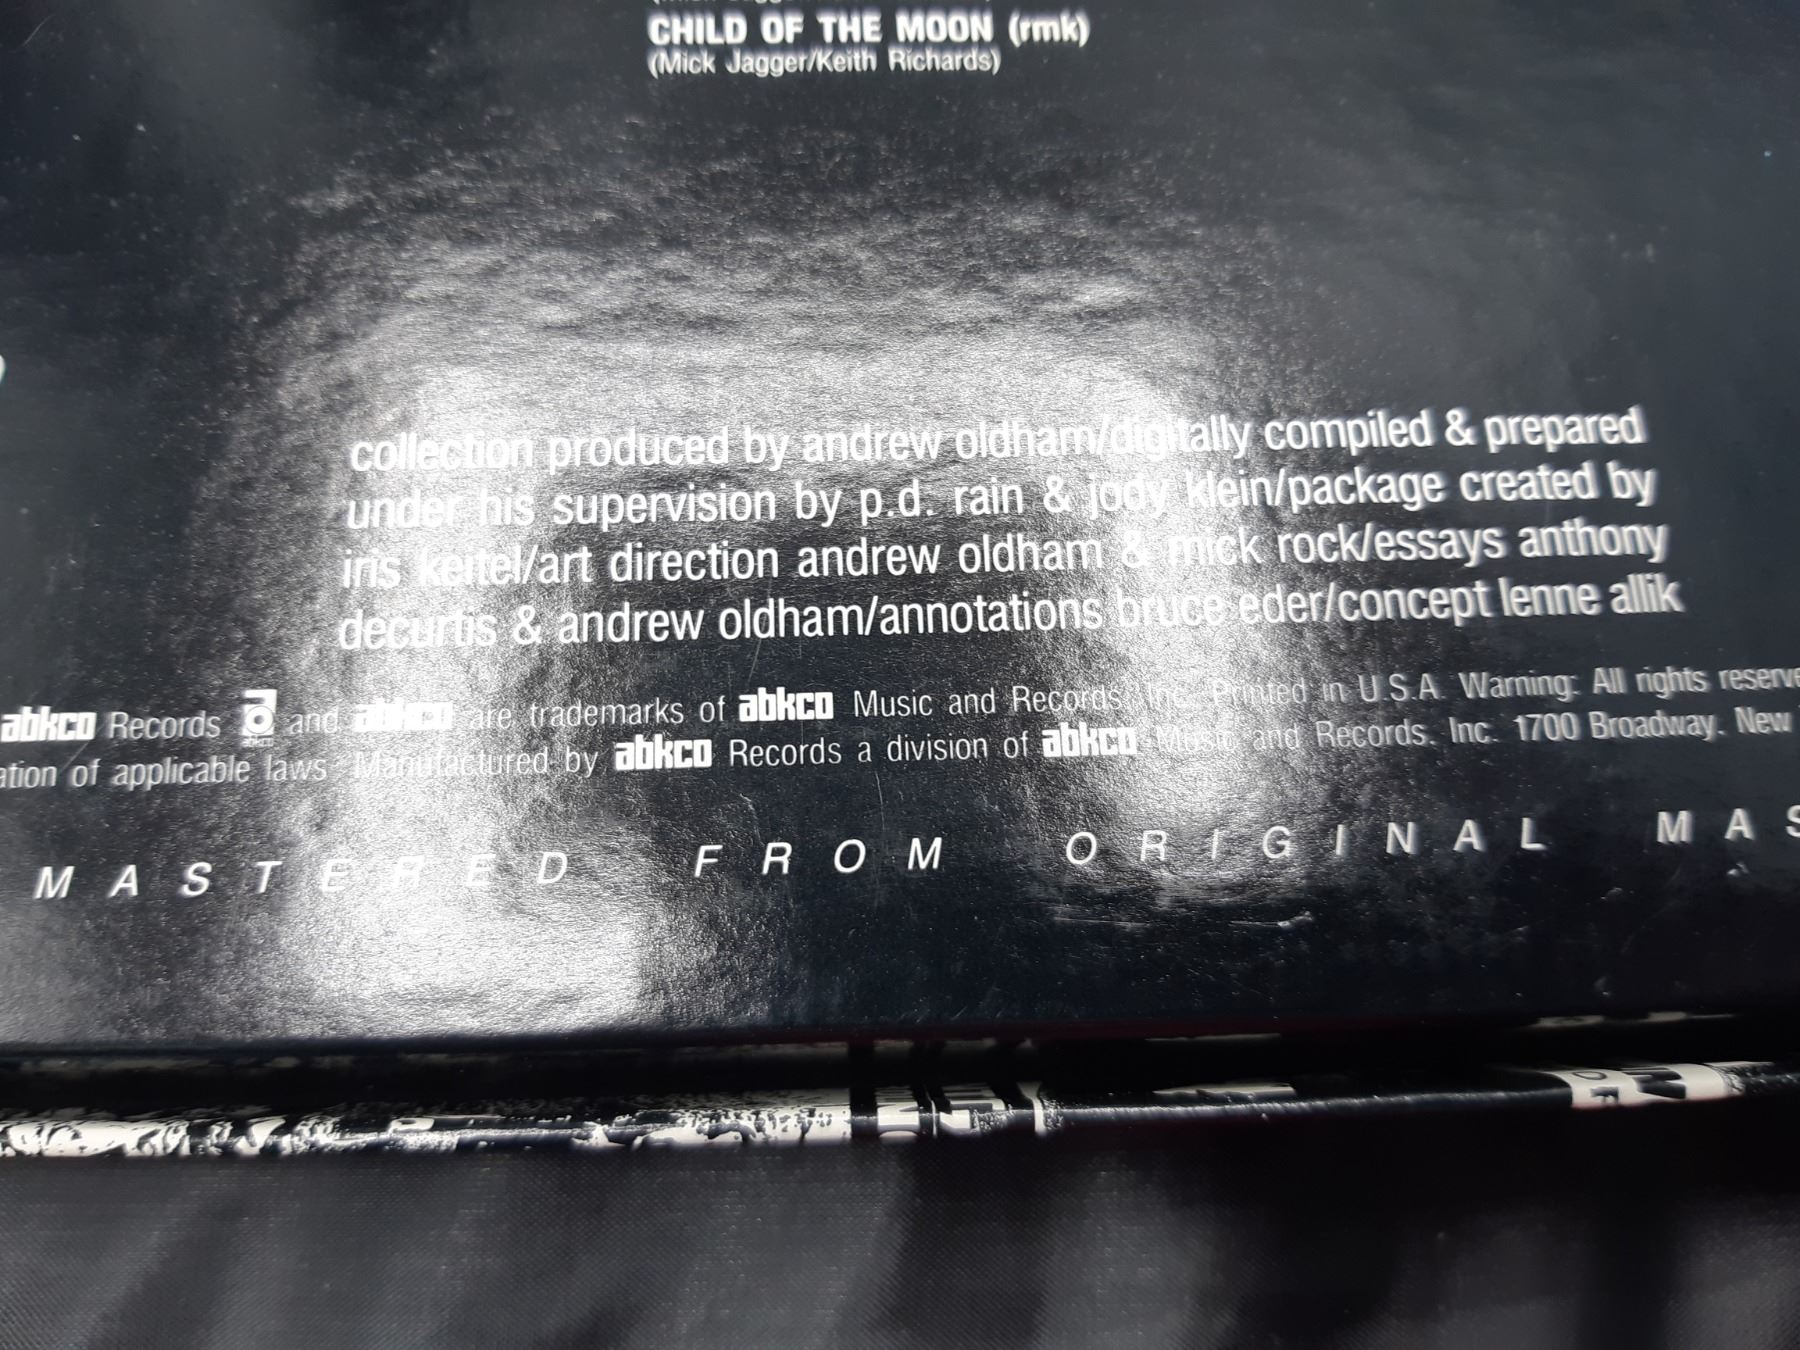 CHILD OF THE MOON (rmk)
(Mick Jagger/Keith Richards)
collection produced by andrew oldham/digitally compiled & prepared
under his supervision by p.d. rain & jody klein/package created by
iris keitel/art direction andrew oldham & mick rock/essays anthony
decurtis & andrew oldham/annotations bruce eder/concept lenne allik
abkco Records and abkco are trademarks of abkco Music and Records, Inc. Printed in U.S.A. Warning: All rights reserve
ation of applicable laws. Manufactured by abkco Records a division of abkco Music and Records, Inc. 1700 Broadway, New
MASTERED FROM ORIGINAL MAS